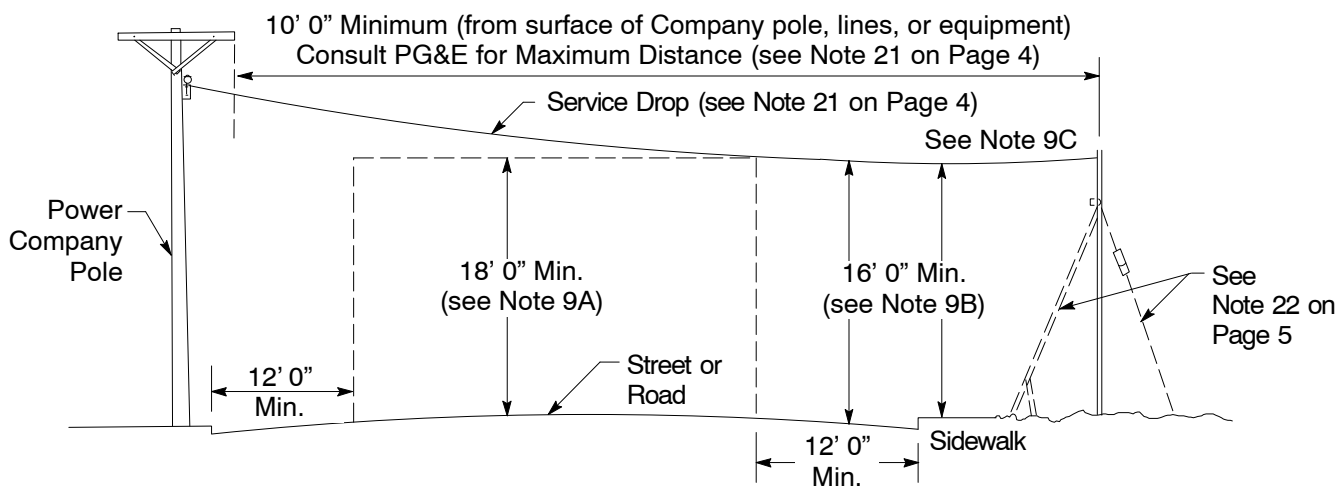 10’ 0” Minimum (from surface of Company pole, lines, or equipment)
Consult PG&E for Maximum Distance (see Note 21 on Page 4)
Service Drop (see Note 21 on Page 4)
See Note 9C
Power
Company
Pole
18’ 0” Min.
(see Note 9A)
16’ 0” Min.
(see Note 9B)
See
Note 22 on
Page 5
12’ 0”
Min.
Street or
Road
12’ 0”
Min.
Sidewalk